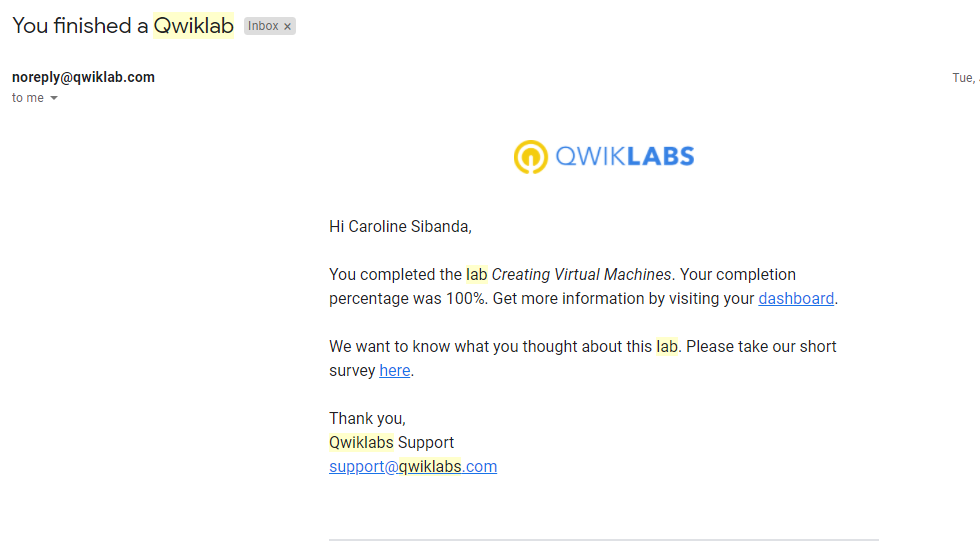 You finished a Qwiklab Inbox ×
noreply@qwiklab.com Tue,
to me
QWIKLABS
Hi Caroline Sibanda,
You completed the lab Creating Virtual Machines. Your completion
percentage was 100%. Get more information by visiting your dashboard.
We want to know what you thought about this lab. Please take our short
survey here.
Thank you,
Qwiklabs Support
support@qwiklabs.com